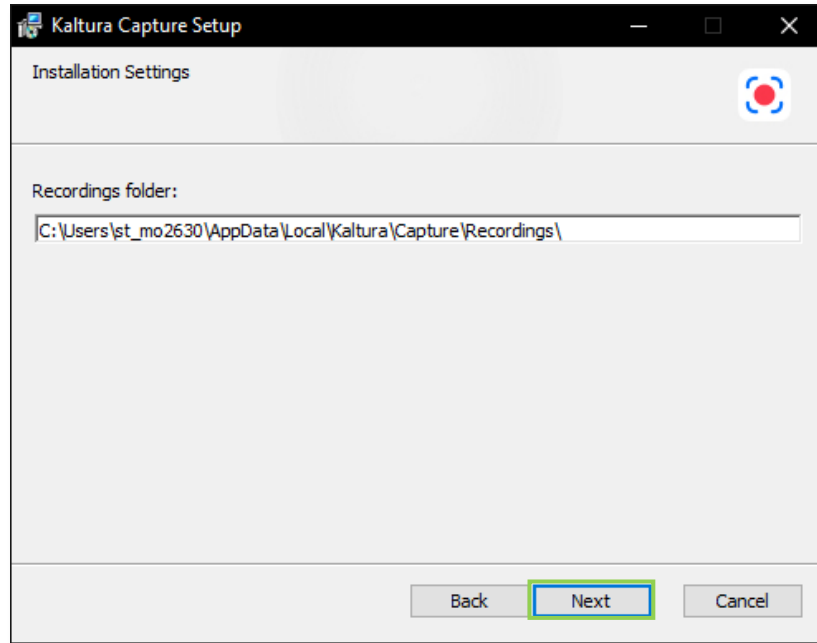 Kaltura Capture Setup
Installation Settings
Recordings folder:
C:\Users\st_mo2630\AppData\Local\Kaltura\Capture\Recordings\
Back Next Cancel